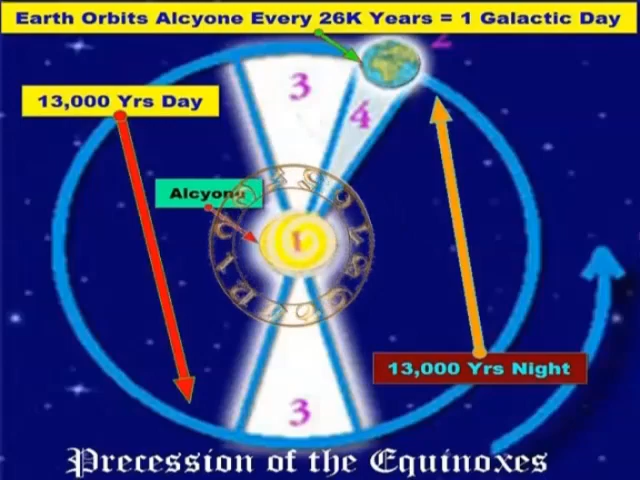 Earth Orbits Alcyone Every 26K Years = 1 Galactic Day
2
13,000 Yrs Day
3
4
Alcyone
1
13,000 Yrs Night
3
Precession of the Equinoxes